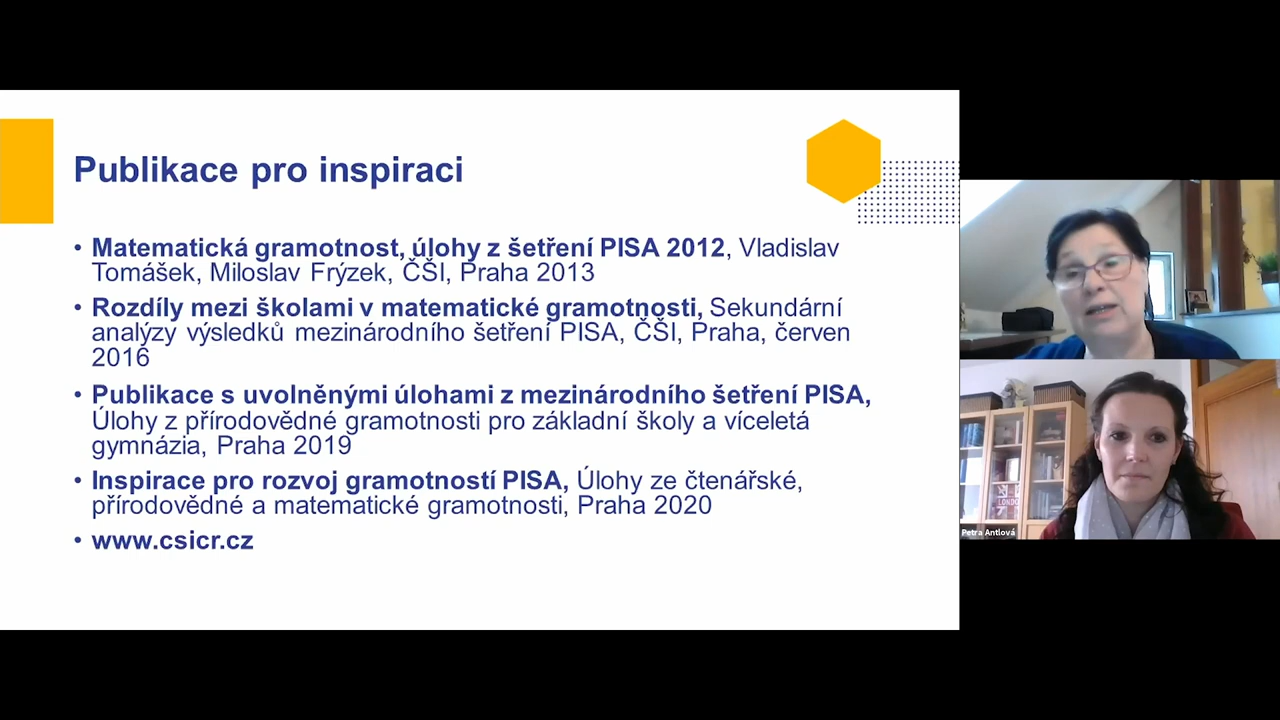 Publikace pro inspiraci
• Matematická gramotnost, úlohy z šetření PISA 2012, Vladislav
Tomášek, Miloslav Frýzek, ČŠI, Praha 2013
• Rozdíly mezi školami v matematické gramotnosti, Sekundární
analýzy výsledků mezinárodního šetření PISA, ČŠI, Praha, červen
2016
• Publikace s uvolněnými úlohami z mezinárodního šetření PISA,
Úlohy z přírodovědné gramotnosti pro základní školy a víceletá
gymnázia, Praha 2019
• Inspirace pro rozvoj gramotností PISA, Úlohy ze čtenářské,
přírodovědné a matematické gramotnosti, Praha 2020
• www.csicr.cz
LONDON
Petra Antlová